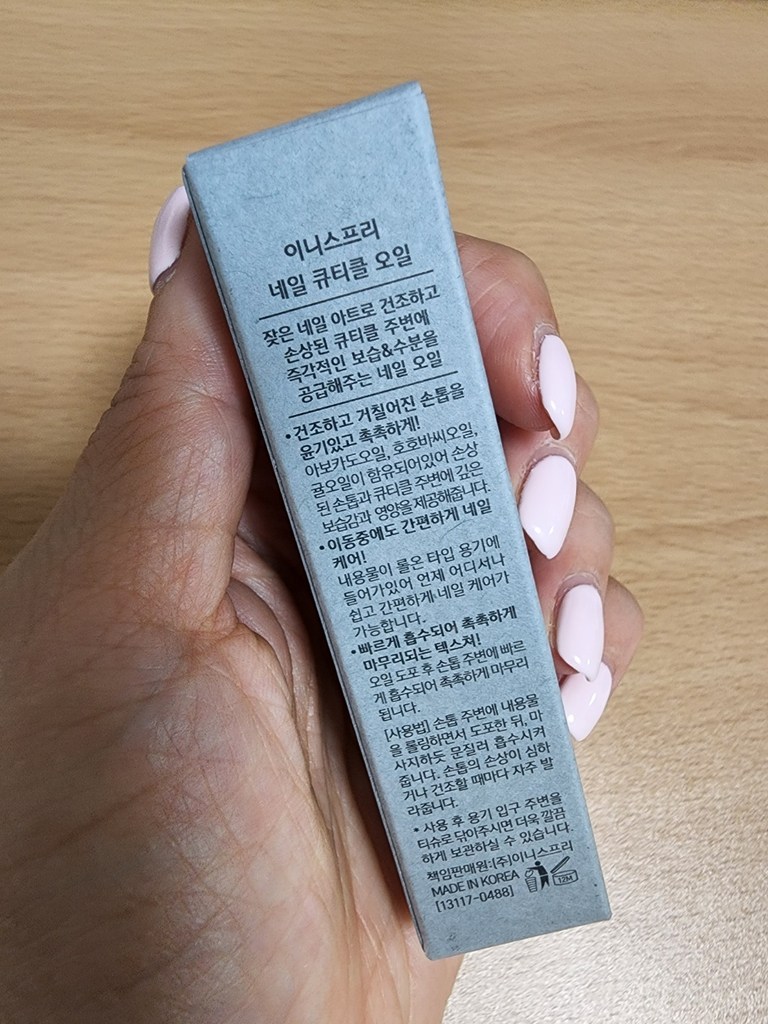 이니스프리
네일 큐티클 오일
잦은 네일 아트로 건조하고
손상된 큐티클 주변에
즉각적인 보습&수분을
공급해주는 네일 오일
•건조하고 거칠어진 손톱을
윤기있고 촉촉하게!
아보카도오일, 호호바씨오일,
귤오일이 함유되어있어 손상
된 손톱과 큐티클 주변에 깊은
보습감과 영양을 제공해줍니다.
•이동중에도 간편하게 네일
케어!
내용물이 롤온 타입 용기에
들어가있어 언제 어디서나
쉽고 간편하게 네일 케어가
가능합니다.
•빠르게 흡수되어 촉촉하게
마무리되는 텍스쳐!
오일 도포 후 손톱 주변에 빠르
게 흡수되어 촉촉하게 마무리
됩니다.
[사용법] 손톱 주변에 내용물
을 롤링하면서 도포한 뒤, 마
사지하듯 문질러 흡수시켜
줍니다. 손톱의 손상이 심하
거나 건조할 때마다 자주 발
라줍니다.
• 사용 후 용기 입구 주변을
티슈로 닦아주시면 더욱 깔끔
하게 보관하실 수 있습니다.
책임판매원:(주)이니스프리
MADE IN KOREA 12M
[13117-0488]